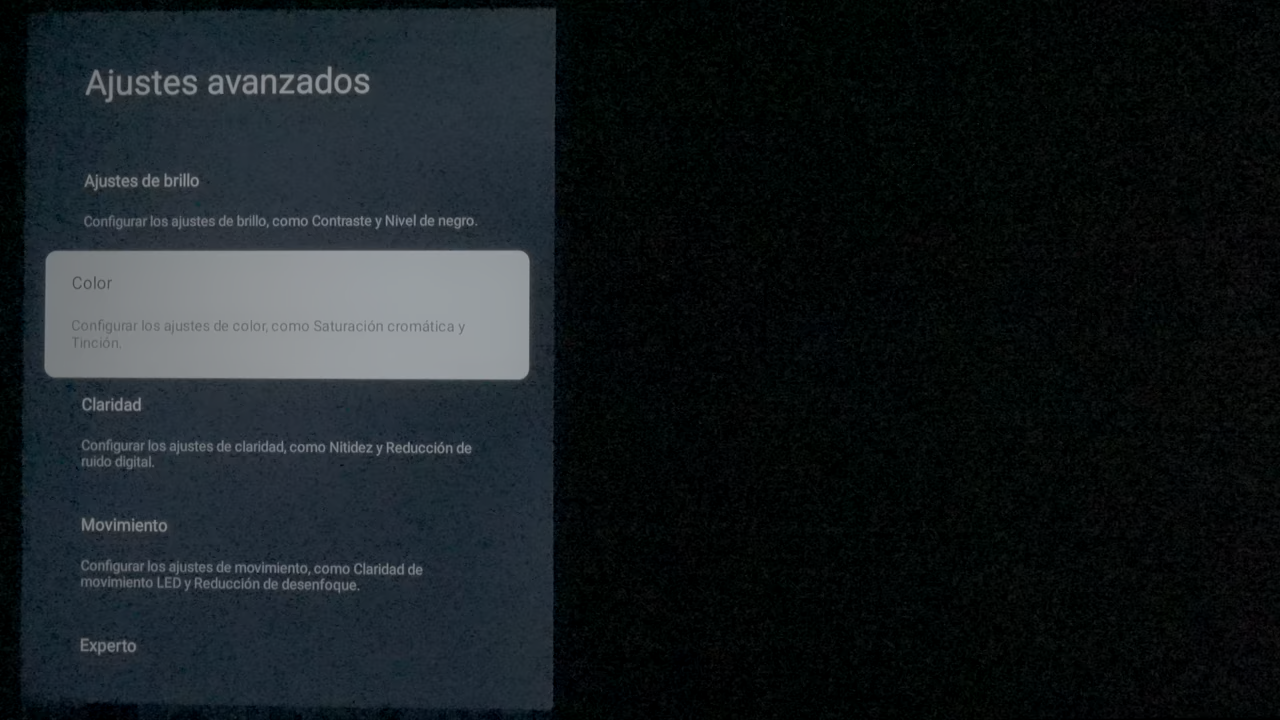 Ajustes avanzados
Ajustes de brillo
Configurar los ajustes de brillo, como Contraste y Nivel de negro.
Color
Configurar los ajustes de color, como Saturación cromática y
Tinción.
Claridad
Configurar los ajustes de claridad, como Nitidez y Reducción de
ruido digital.
Movimiento
Configurar los ajustes de movimiento, como Claridad de
movimiento LED y Reducción de desenfoque.
Experto